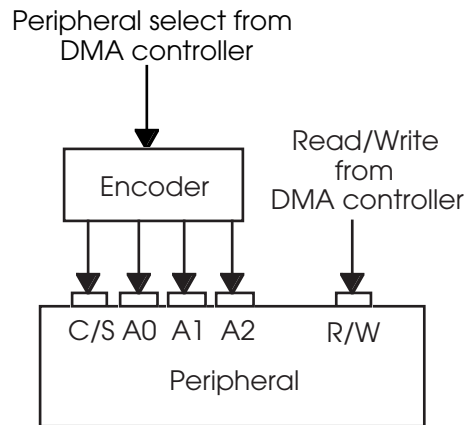 Peripheral select from
DMA controller
Read/Write
from
DMA controller
Encoder
C/S A0 A1 A2 R/W
Peripheral